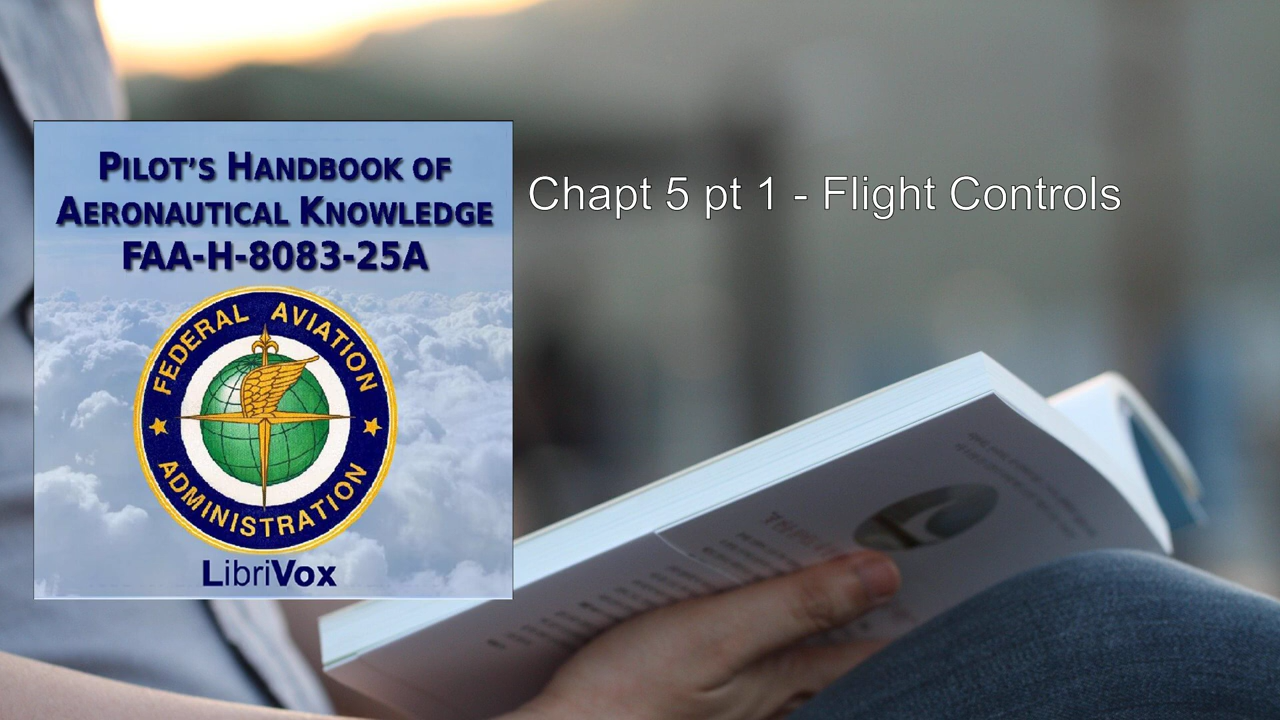 PILOT'S HANDBOOK OF
AERONAUTICAL KNOWLEDGE
FAA-H-8083-25A
FEDERAL AVIATION
ADMINISTRATION
LibriVox
Chapt 5 pt 1 - Flight Controls